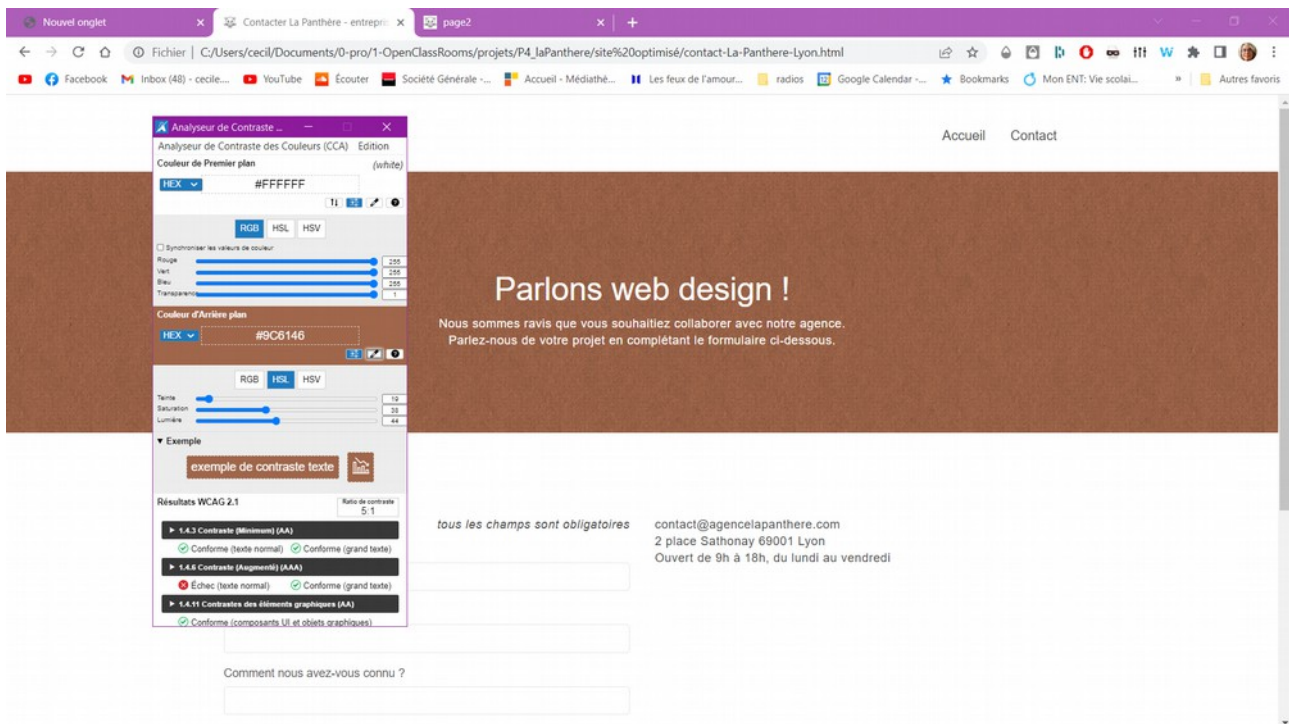 Nouvel onglet
Contacter La Panthère - entrepri
page2
Fichier | C:/Users/cecil/Documents/0-pro/1-OpenClassRooms/projets/P4_laPanthere/site%20optimisé/contact-La-Panthere-Lyon.html
Facebook
Inbox (48) - cecile....
YouTube
Écouter
Société Générale -...
Accueil - Médiathè...
Les feux de l'amour...
radios
Google Calendar -...
Bookmarks
Mon ENT: Vie scolai...
»
Autres favoris
Accueil Contact
Analyseur de Contraste ...
Analyseur de Contraste des Couleurs (CCA) Edition
Couleur de Premier plan (white)
HEX #FFFFFF
RGB HSL HSV
Synchroniser les valeurs de couleur
Rouge 255
Vert 255
Bleu 255
Transparence 1
Couleur d'Arrière plan
HEX #9C6146
RGB HSL HSV
Teinte 19
Saturation 38
Lumière 44
▼ Exemple
exemple de contraste texte
Résultats WCAG 2.1
Ratio de contraste
5:1
▶ 1.4.3 Contraste (Minimum) (AA)
Conforme (texte normal) Conforme (grand texte)
▶ 1.4.6 Contraste (Augmenté) (AAA)
Échec (texte normal) Conforme (grand texte)
▶ 1.4.11 Contrastes des éléments graphiques (AA)
Conforme (composants UI et objets graphiques)
Parlons web design !
Nous sommes ravis que vous souhaitiez collaborer avec notre agence.
Parlez-nous de votre projet en complétant le formulaire ci-dessous.
tous les champs sont obligatoires
contact@agencelapanthere.com
2 place Sathonay 69001 Lyon
Ouvert de 9h à 18h, du lundi au vendredi
Comment nous avez-vous connu ?